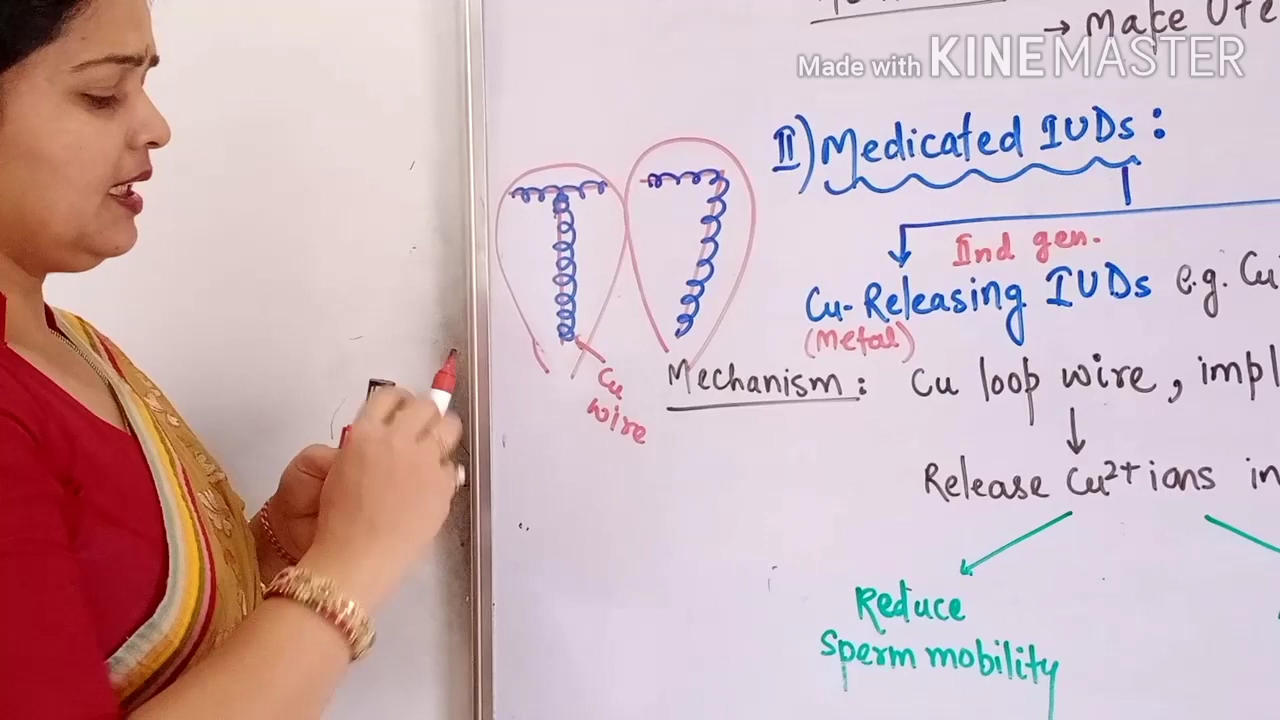 → Make Ute
Made with KINEMASTER
II) Medicated IUDs :
IInd gen.
Cu-Releasing IUDs e.g. Cu
(Metal)
Cu
wire
Mechanism : Cu loop wire, impl
Release Cu²⁺ ions in
Reduce
Sperm mobility